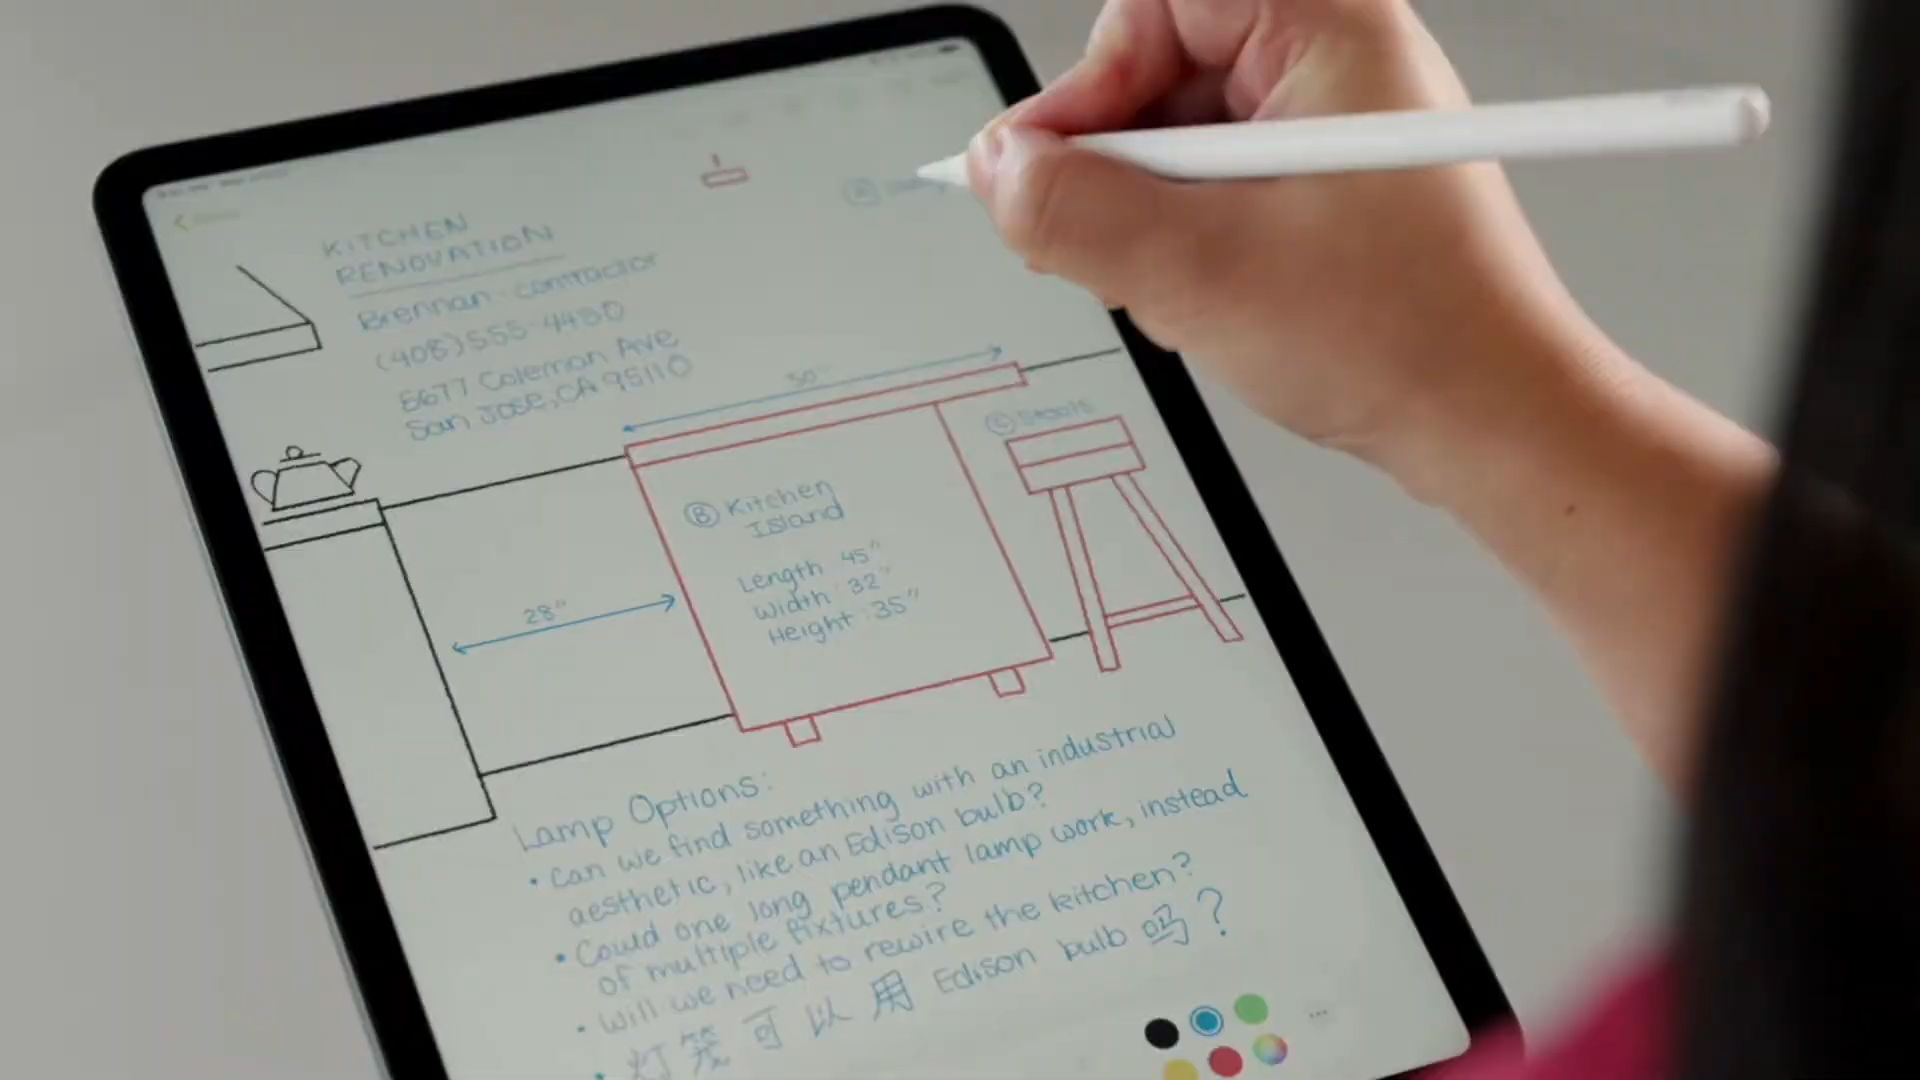 KITCHEN
RENOVATION
Brennan - contractor
(408)555-4480
5677 Coleman Ave
San Jose, CA 95110
50"
Ⓒ Stools
Ⓑ Kitchen
Island
Length 45"
Width 32"
Height 35"
28"
Lamp Options:
• Can we find something with an industrial
aesthetic, like an Edison bulb?
• Could one long pendant lamp work, instead
of multiple fixtures?
• Will we need to rewire the kitchen?
• 灯笼可以用 Edison bulb 吗?